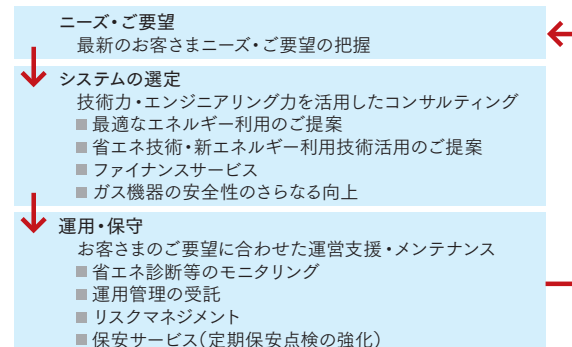 ニーズ・ご要望
最新のお客さまニーズ・ご要望の把握
システムの選定
技術力・エンジニアリング力を活用したコンサルティング
■ 最適なエネルギー利用のご提案
■ 省エネ技術・新エネルギー利用技術活用のご提案
■ ファイナンスサービス
■ ガス機器の安全性のさらなる向上
運用・保守
お客さまのご要望に合わせた運営支援・メンテナンス
■ 省エネ診断等のモニタリング
■ 運用管理の受託
■ リスクマネジメント
■ 保安サービス(定期保安点検の強化)